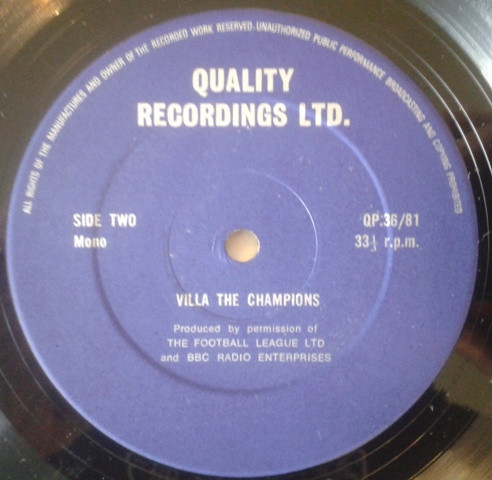 ALL RIGHTS OF THE MANUFACTURES AND OWNER OF THE RECORDED WORK RESERVED-UNAUTHORIZED PUBLIC PERFORMANCE BROADCASTING AND COPYING PROHIBITED
QUALITY
RECORDINGS LTD.
SIDE TWO QP.36/81
Mono 33⅓ r.p.m.
VILLA THE CHAMPIONS
Produced by permission of
THE FOOTBALL LEAGUE LTD
and BBC RADIO ENTERPRISES